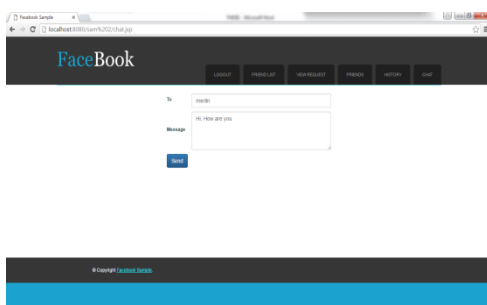 Facebook Sample
localhost:8080/sam%202/chat.jsp
FaceBook
LOGOUT FRIEND LIST VIEW REQUEST FRIENDS HISTORY CHAT
To
Message
Hi, How are you
Send
© Copyright Facebook Sample.